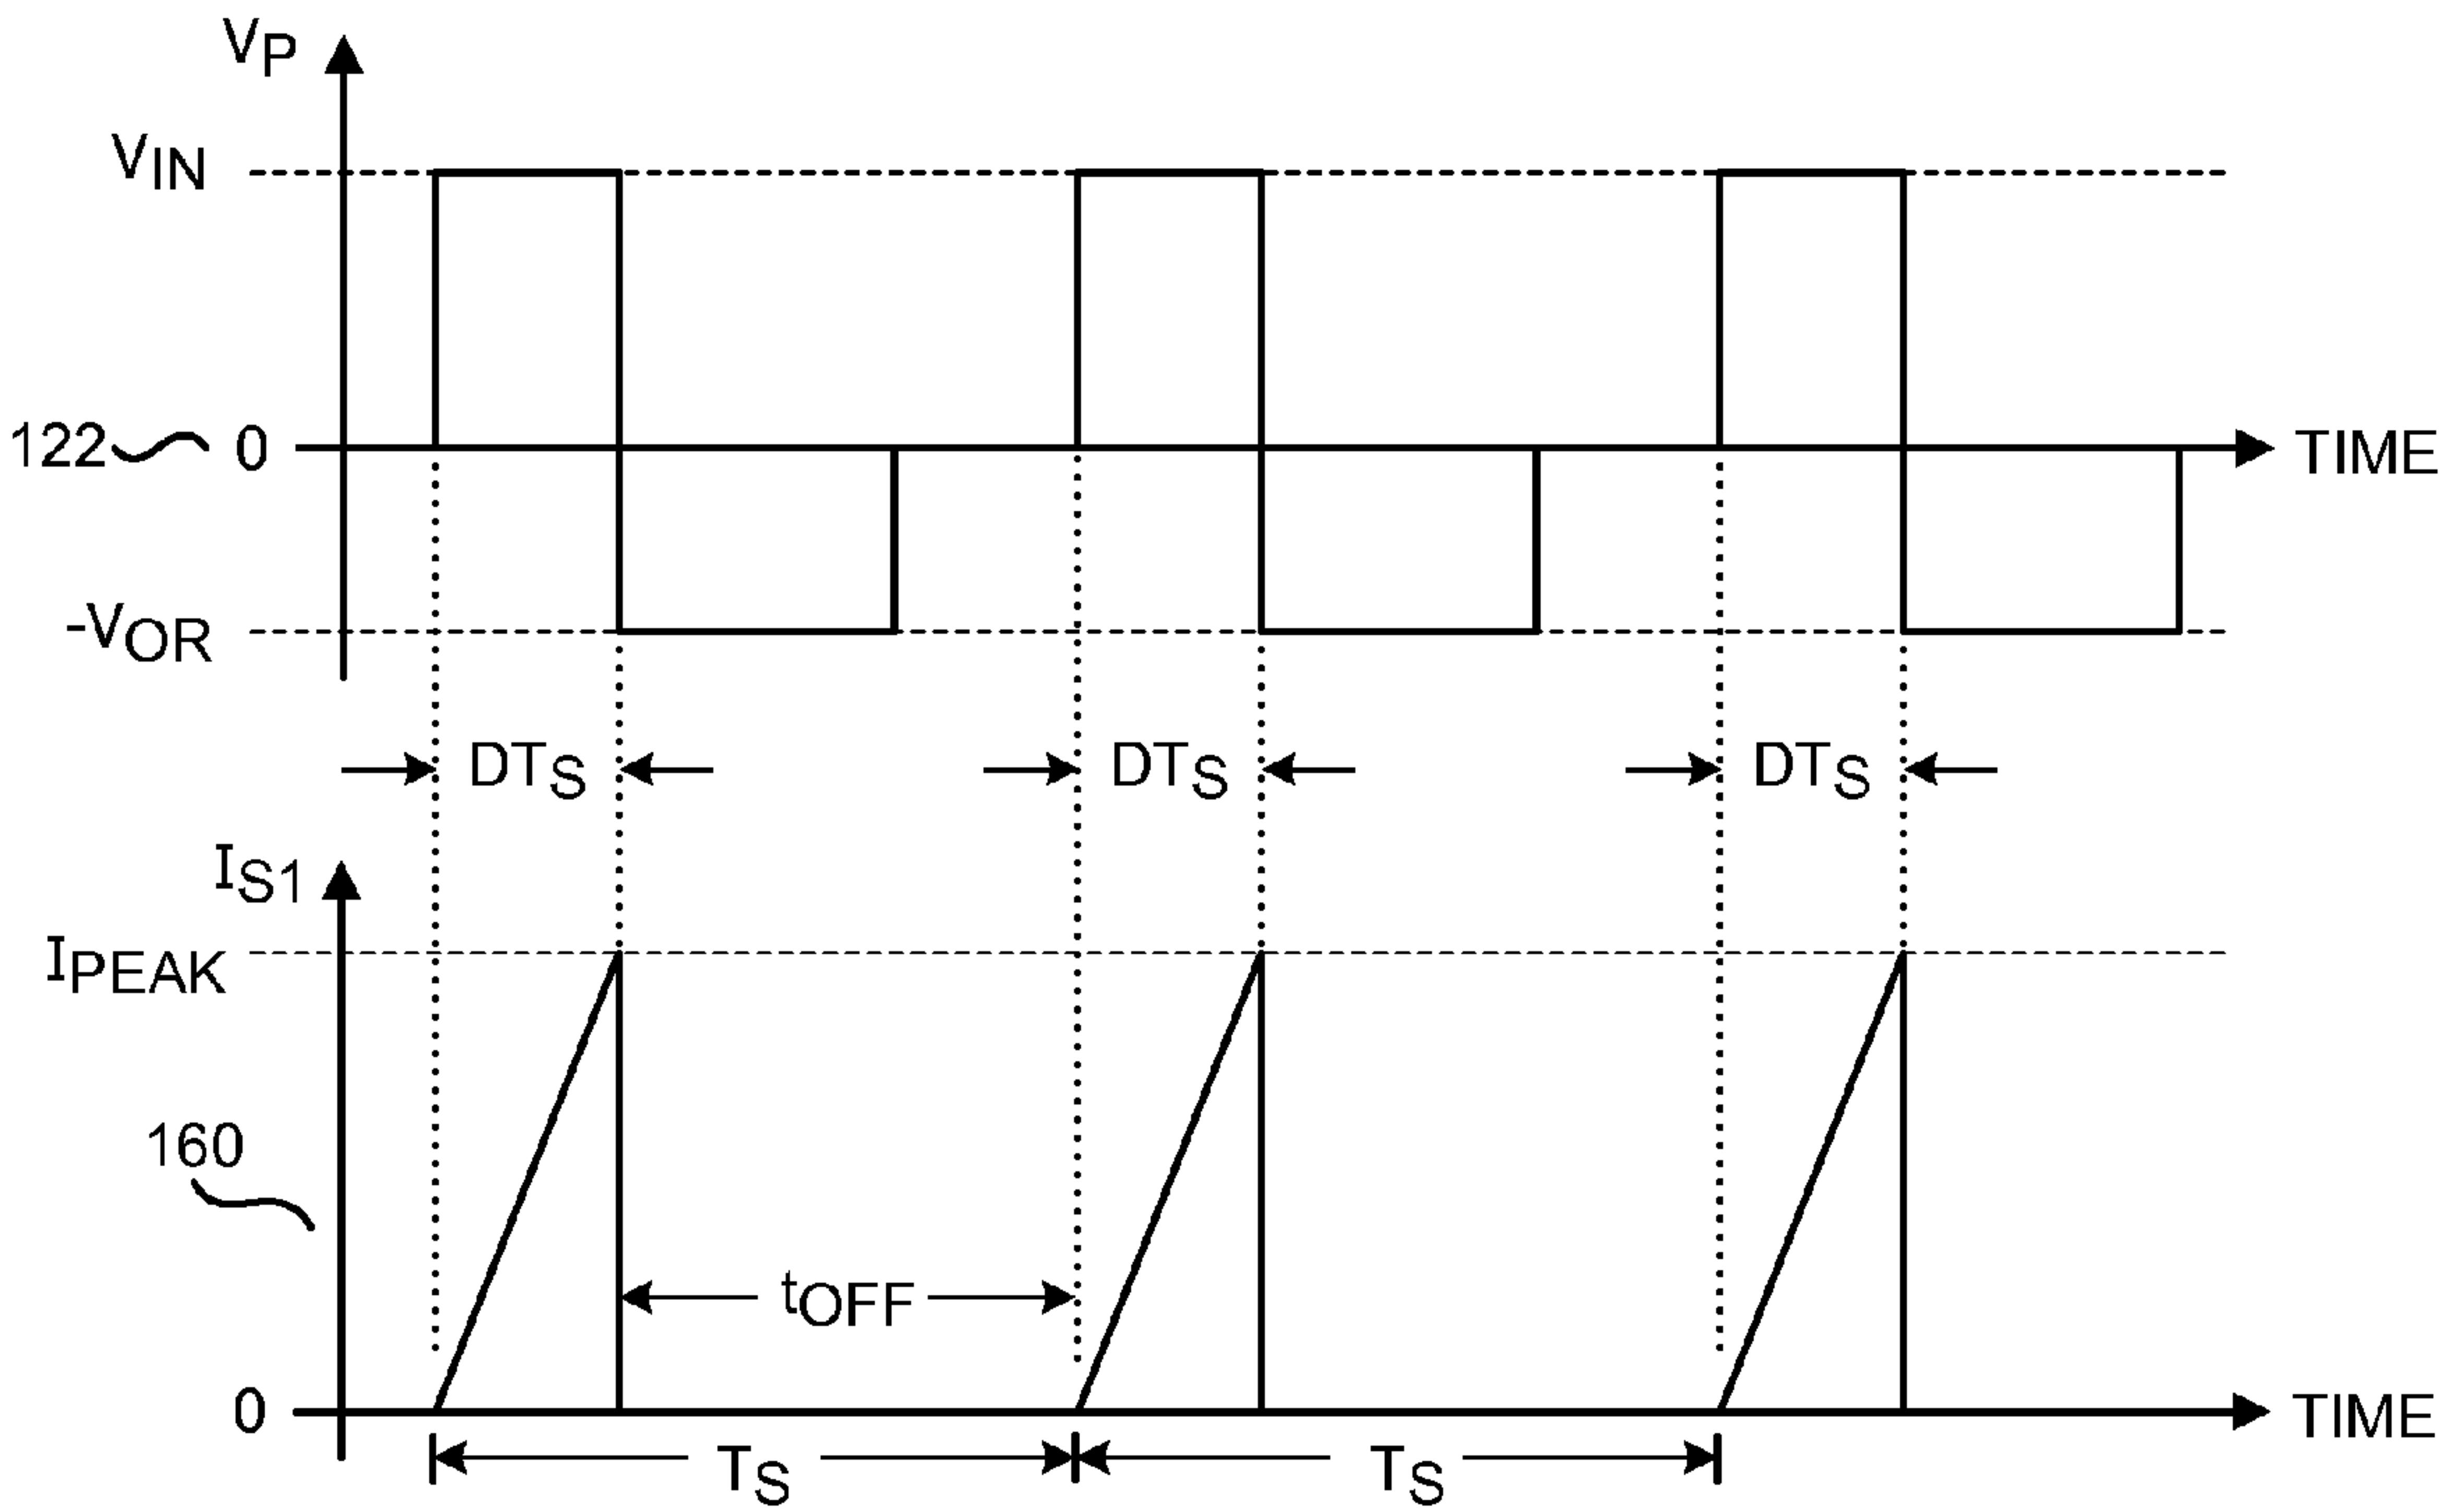 VP
VIN
122 0 TIME
-VOR
DTS DTS DTS
IS1
IPEAK
160
tOFF
0 TIME
TS TS